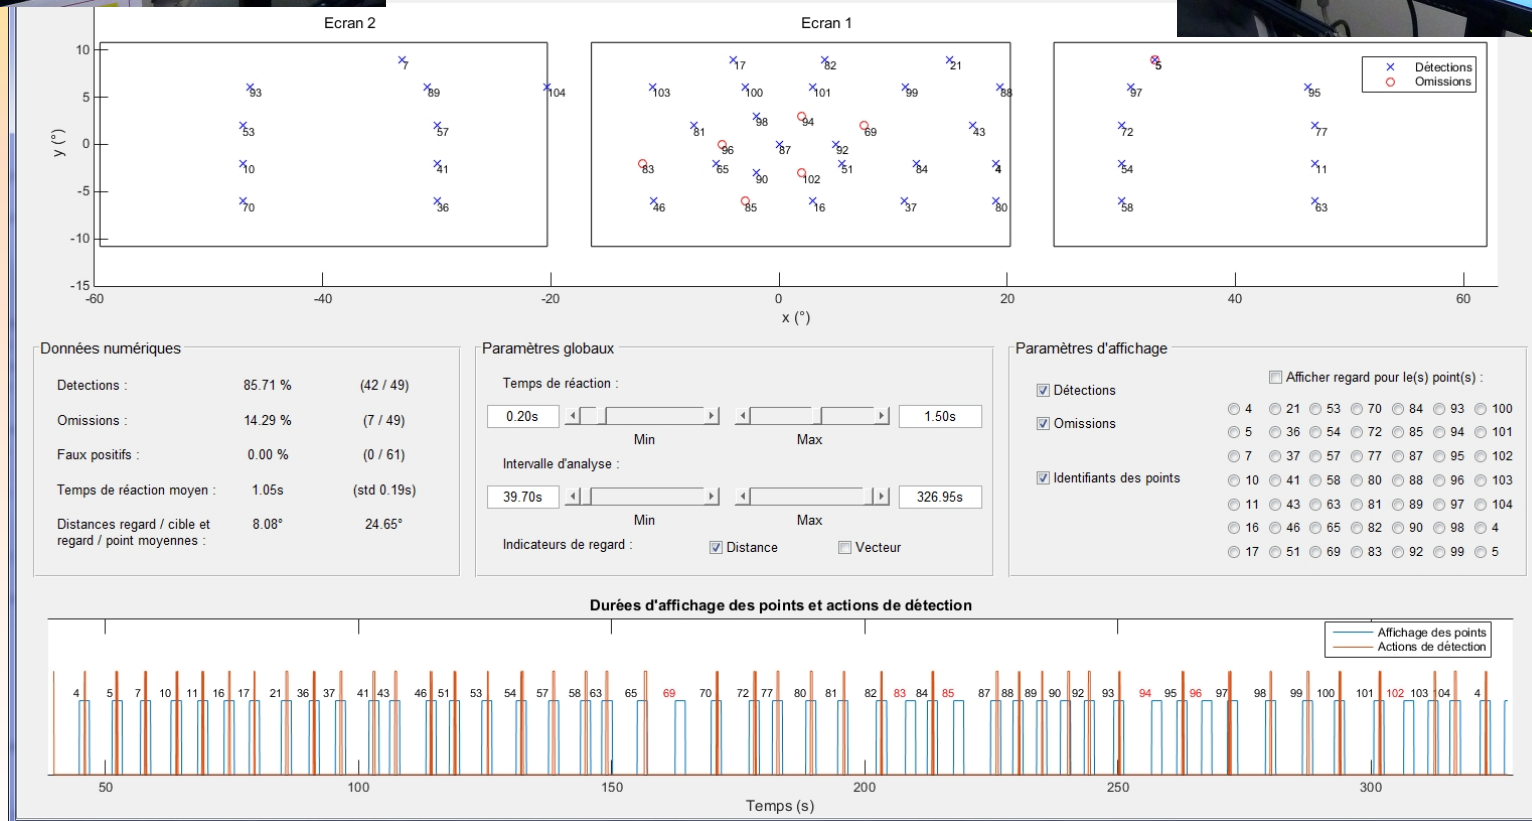 Ecran 2
Ecran 1
Détections
Omissions
10
5
0
-5
-10
-15
y (°)
7
93
89
104
53
57
10
41
70
36
17
82
21
103
100
101
99
88
98
94
69
81
43
96
87
92
83
65
90
102
51
84
4
46
85
16
37
80
5
97
95
72
77
54
11
58
63
-60
-40
-20
0
20
40
60
x (°)
Données numériques
Detections : 85.71 % (42 / 49)
Omissions : 14.29 % (7 / 49)
Faux positifs : 0.00 % (0 / 61)
Temps de réaction moyen : 1.05s (std 0.19s)
Distances regard / cible et
regard / point moyennes : 8.08° 24.65°
Paramètres globaux
Temps de réaction :
0.20s
1.50s
Min
Max
Intervalle d'analyse :
39.70s
326.95s
Min
Max
Indicateurs de regard : Distance Vecteur
Paramètres d'affichage
Détections
Omissions
Identifiants des points
Afficher regard pour le(s) point(s) :
4 21 53 70 84 93 100
5 36 54 72 85 94 101
7 37 57 77 87 95 102
10 41 58 80 88 96 103
11 43 63 81 89 97 104
16 46 65 82 90 98 4
17 51 69 83 92 99 5
Durées d'affichage des points et actions de détection
Affichage des points
Actions de détection
4 5 7 10 11 16 17 21 36 37 41 43 46 51 53 54 57 58 63 65 69 70 72 77 80 81 82 83 84 85 87 88 89 90 92 93 94 95 96 97 98 99 100 101 102 103 104 4
50
100
150
200
250
300
Temps (s)